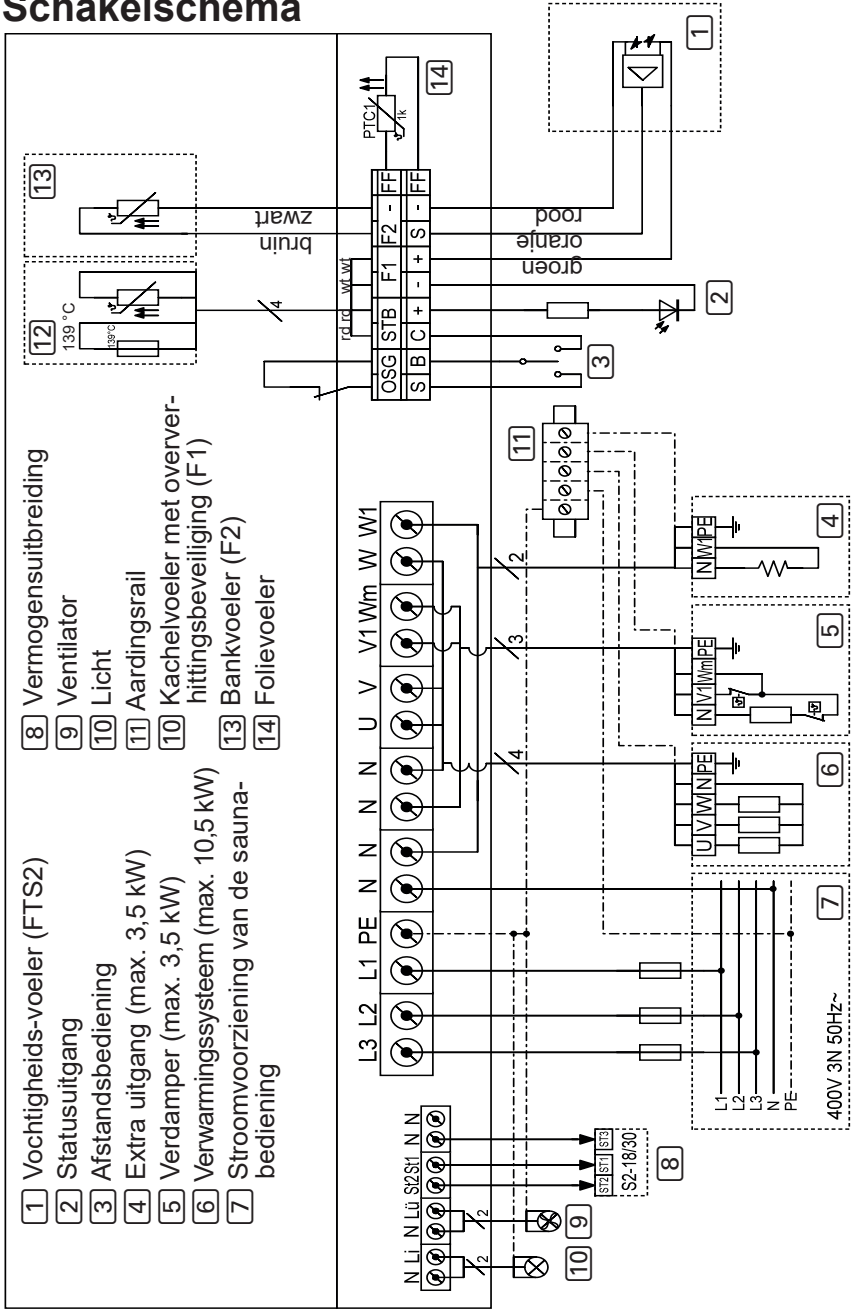 Schakelschema
1 Vochtigheids-voeler (FTS2)
2 Statusuitgang
3 Afstandsbediening
4 Extra uitgang (max. 3,5 kW)
5 Verdamper (max. 3,5 kW)
6 Verwarmingssysteem (max. 10,5 kW)
7 Stroomvoorziening van de sauna-
bediening
8 Vermogensuitbreiding
9 Ventilator
10 Licht
11 Aardingsrail
10 Kachelvoeler met overver-
hittingsbeveiliging (F1)
13 Bankvoeler (F2)
14 Folievoeler
12
139 °C
139°C
13
4
bruin
zwart
rd rd
wt wt
PTC1
1k
14
OSG STB F1 F2 - FF
S B C + - + S - FF
groen
oranje
rood
1
2
3
N Li N Lü St2 St1 N N
L3 L2 L1 PE N N N N U V V1 Wm W W1
2
2
4
3
2
11
10
9
ST2 ST1 ST3
S2-18/30
8
L1
L2
L3
N
PE
400V 3N 50Hz~
7
U V W N PE
6
N V1 Wm PE
5
N W1 PE
4